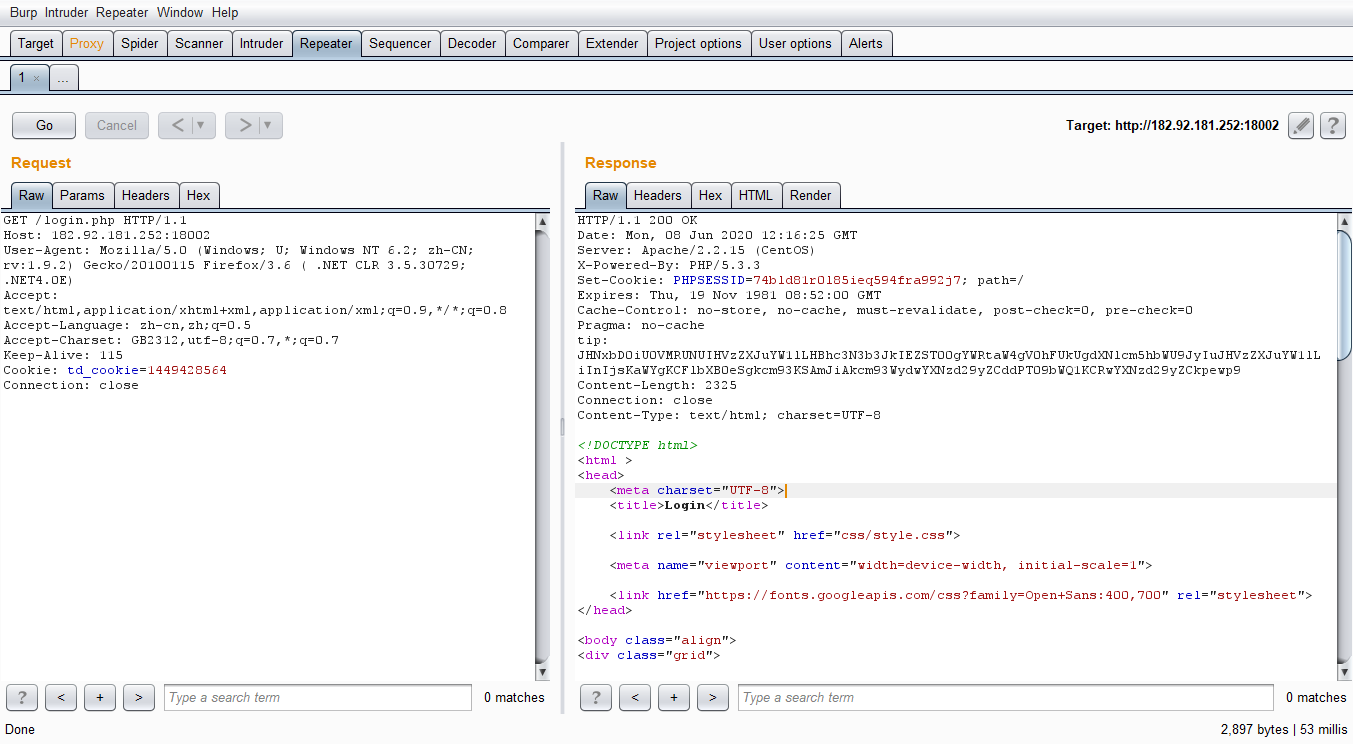 Burp Intruder Repeater Window Help
Target Proxy Spider Scanner Intruder Repeater Sequencer Decoder Comparer Extender Project options User options Alerts
1 × ...
Go Cancel < > Target: http://182.92.181.252:18002 ?
Request
Raw Params Headers Hex
GET /login.php HTTP/1.1
Host: 182.92.181.252:18002
User-Agent: Mozilla/5.0 (Windows; U; Windows NT 6.2; zh-CN;
rv:1.9.2) Gecko/20100115 Firefox/3.6 ( .NET CLR 3.5.30729;
.NET4.0E)
Accept:
text/html,application/xhtml+xml,application/xml;q=0.9,*/*;q=0.8
Accept-Language: zh-cn,zh;q=0.5
Accept-Charset: GB2312,utf-8;q=0.7,*;q=0.7
Keep-Alive: 115
Cookie: td_cookie=1449428564
Connection: close
? < + > Type a search term 0 matches
Response
Raw Headers Hex HTML Render
HTTP/1.1 200 OK
Date: Mon, 08 Jun 2020 12:16:25 GMT
Server: Apache/2.2.15 (CentOS)
X-Powered-By: PHP/5.3.3
Set-Cookie: PHPSESSID=74bld81r0185ieq594fra992j7; path=/
Expires: Thu, 19 Nov 1981 08:52:00 GMT
Cache-Control: no-store, no-cache, must-revalidate, post-check=0, pre-check=0
Pragma: no-cache
tip:
JHNxbD0iU0VMRUNUIHVzZXJuYW1lLHBhc3N3b3JkIEZST00gYWRtaW4gV0hFUkUgdXNlcm5hbWU9JyIuJHVzZXJuYW1lL
iInIjsKaWYgKCFlbXB0eSgkcm93KSAmJiAkcm93WydwYXNzd29yZCddPT09bWQ1KCRwYXNzd29yZCkpewp9
Content-Length: 2325
Connection: close
Content-Type: text/html; charset=UTF-8
<!DOCTYPE html>
<html >
<head>
<meta charset="UTF-8">
<title>Login</title>
<link rel="stylesheet" href="css/style.css">
<meta name="viewport" content="width=device-width, initial-scale=1">
<link href="https://fonts.googleapis.com/css?family=Open+Sans:400,700" rel="stylesheet">
</head>
<body class="align">
<div class="grid">
? < + > Type a search term 0 matches
Done 2,897 bytes | 53 millis